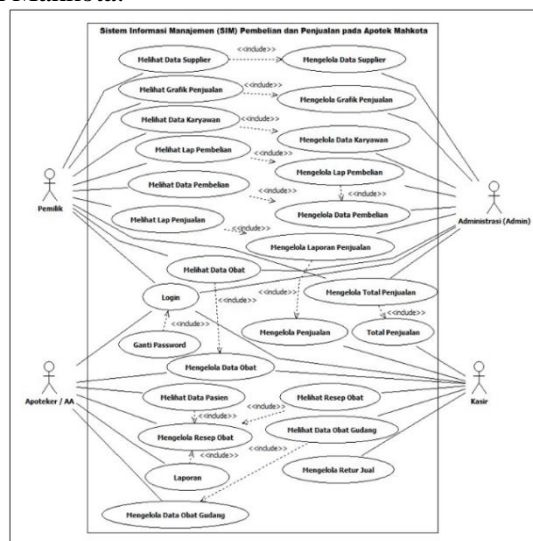 Sistem Informasi Manajemen (SIM) Pembelian dan Penjualan pada Apotek Mahkota
Melihat Data Supplier
<<include>>
Mengelola Data Supplier
Melihat Grafik Penjualan
<<include>>
Mengelola Grafik Penjualan
Melihat Data Karyawan
<<include>>
Mengelola Data Karyawan
Melihat Lap Pembelian
<<include>>
Mengelola Lap Pembelian
Melihat Data Pembelian
<<include>>
<<include>>
Mengelola Data Pembelian
Pemilik
Administrasi (Admin)
Melihat Lap Penjualan
<<include>>
Mengelola Laporan Penjualan
Melihat Data Obat
<<include>>
Mengelola Total Penjualan
Login
<<include>>
<<include>>
<<include>>
Ganti Password
Mengelola Penjualan
Total Penjualan
Mengelola Data Obat
Apoteker / AA
Kasir
Melihat Data Pasien
<<include>>
Melihat Resep Obat
<<include>>
Mengelola Resep Obat
Melihat Data Obat Gudang
<<include>>
<<include>>
Laporan
Mengelola Retur Jual
Mengelola Data Obat Gudang